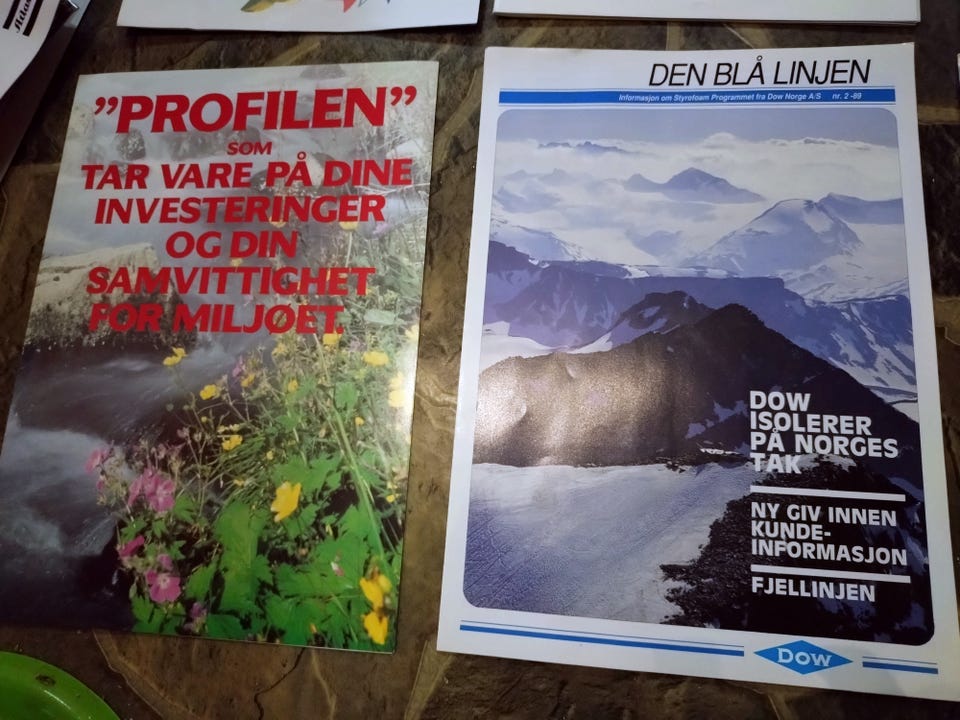 "PROFILEN"
SOM
TAR VARE PÅ DINE
INVESTERINGER
OG DIN
SAMVITTIGHET
FOR MILJØET.
DEN BLÅ LINJEN
Informasjon om Styrofoam Programmet fra Dow Norge A/S nr. 2 -89
DOW
ISOLERER
PÅ NORGES
TAK
NY GIV INNEN
KUNDE-
INFORMASJON
FJELLINJEN
Dow